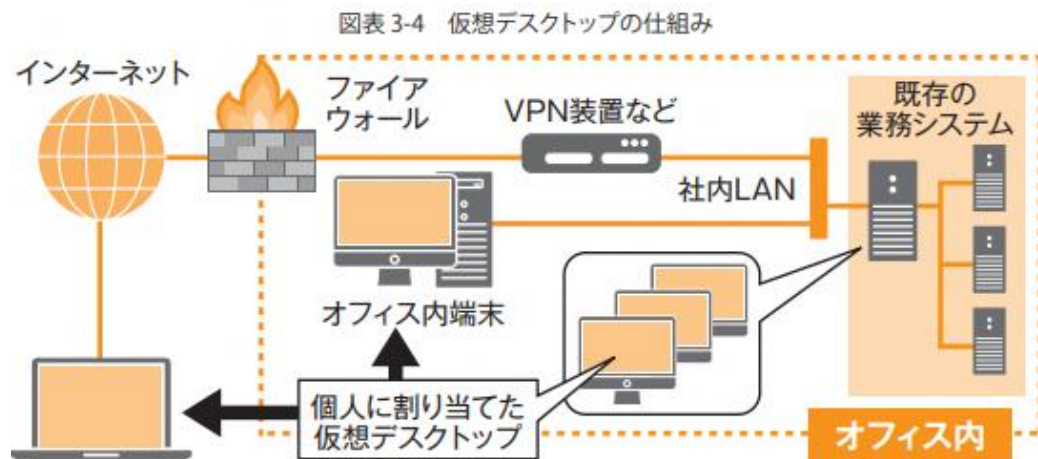 図表 3-4　仮想デスクトップの仕組み
インターネット
ファイア
ウォール
VPN装置など
既存の
業務システム
社内LAN
オフィス内端末
個人に割り当てた
仮想デスクトップ
オフィス内